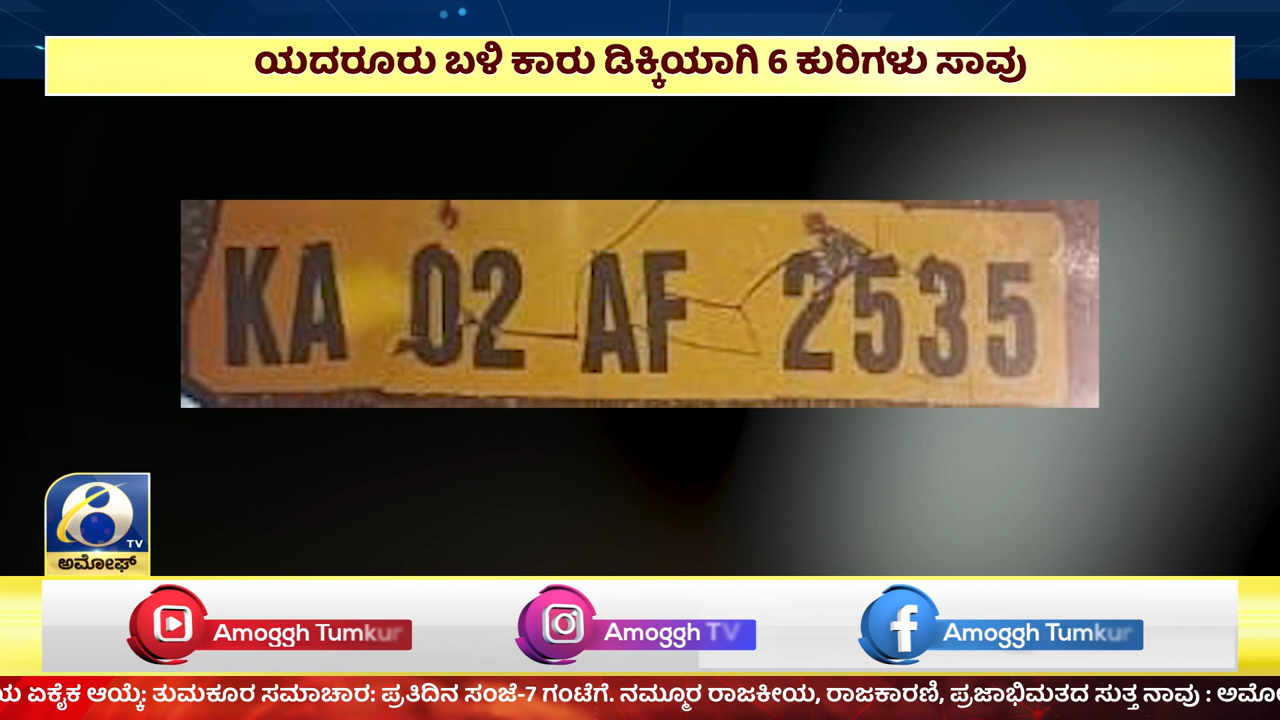 ಯದರೂರು ಬಳಿ ಕಾರು ಡಿಕ್ಕಿಯಾಗಿ 6 ಕುರಿಗಳು ಸಾವು
KA 02 AF 2535
TV
ಅಮೋಘ್
Amoggh Tumkur
Amoggh TV
Amoggh Tumkur
ಯ ಏಕೈಕ ಆಯ್ಕೆ: ತುಮಕೂರ ಸಮಾಚಾರ: ಪ್ರತಿದಿನ ಸಂಜೆ-7 ಗಂಟೆಗೆ. ನಮ್ಮೂರ ರಾಜಕೀಯ, ರಾಜಕಾರಣಿ, ಪ್ರಜಾಭಿಮತದ ಸುತ್ತ ನಾವು : ಅಮೋ